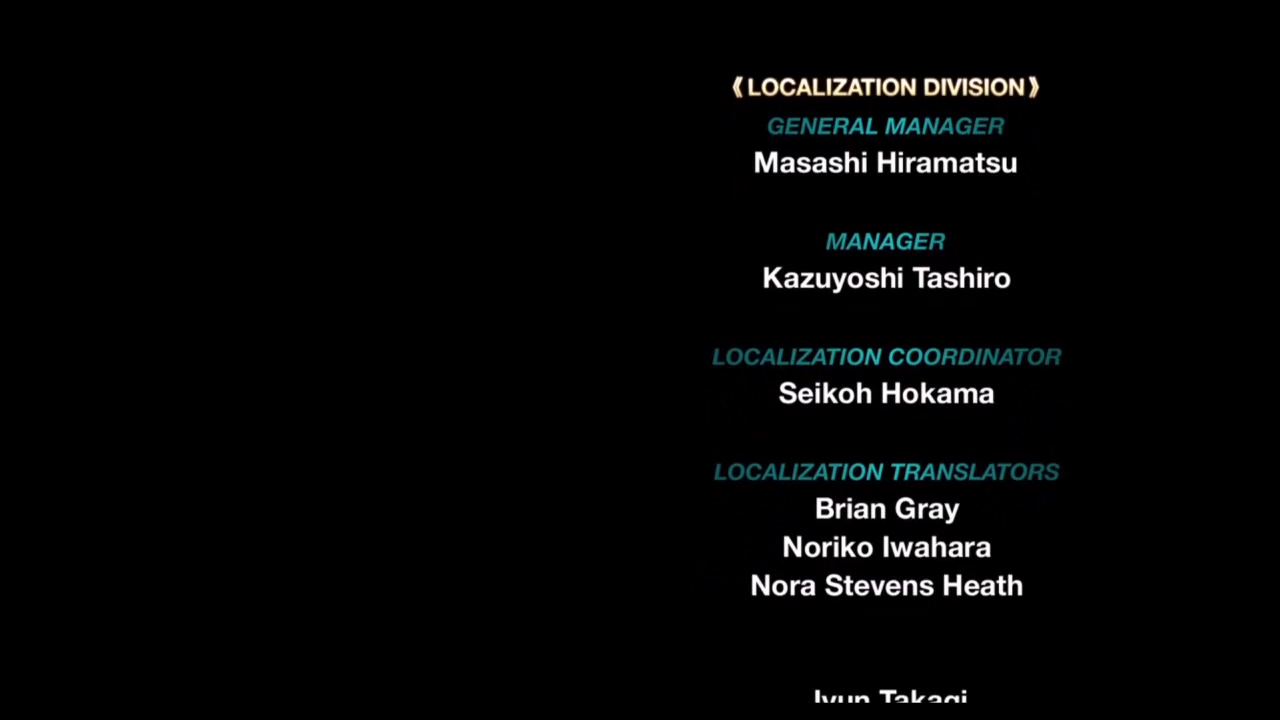 《LOCALIZATION DIVISION》
GENERAL MANAGER
Masashi Hiramatsu
MANAGER
Kazuyoshi Tashiro
LOCALIZATION COORDINATOR
Seikoh Hokama
LOCALIZATION TRANSLATORS
Brian Gray
Noriko Iwahara
Nora Stevens Heath
Takagi